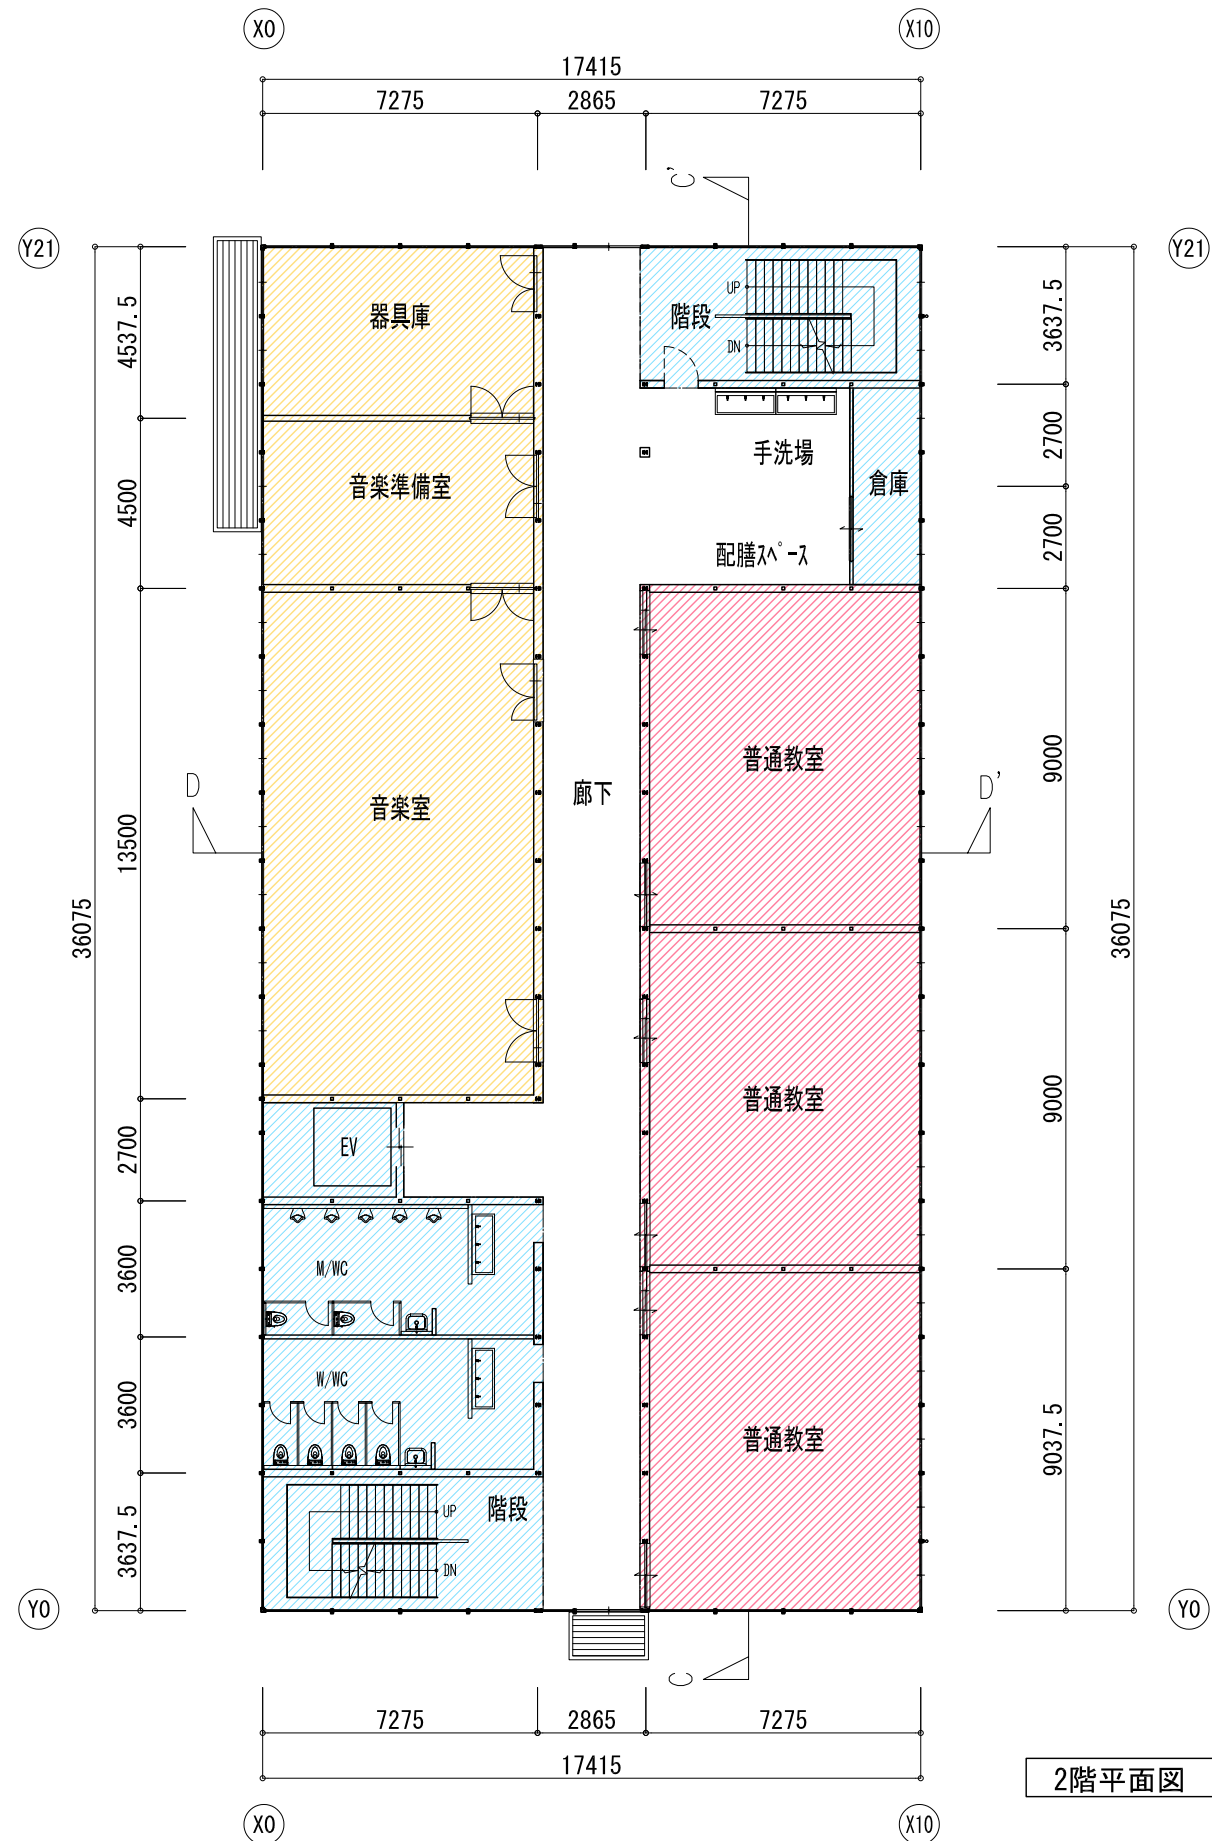 X0
X10
17415
7275
2865
7275
C'
Y21
Y21
4537.5
器具庫
UP
階段
DN
3637.5
手洗場
2700
4500
音楽準備室
倉庫
配膳スペース
2700
D
普通教室
9000
D'
廊下
音楽室
13500
36075
36075
普通教室
9000
2700
EV
3600
M/WC
3600
W/WC
普通教室
9037.5
階段
UP
DN
3637.5
Y0
Y0
C
7275
2865
7275
17415
2階平面図
X0
X10